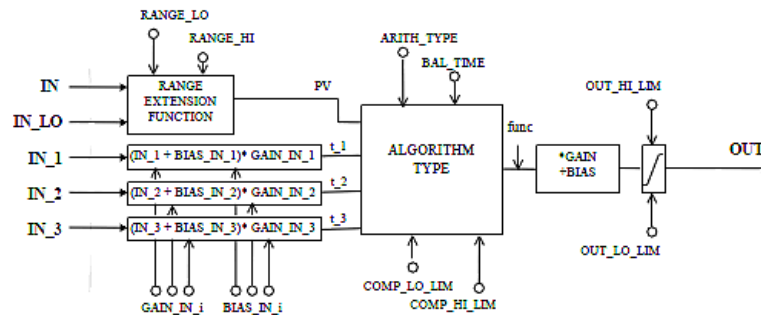 RANGE_LO
RANGE_HI
ARITH_TYPE
BAL_TIME
IN
RANGE
EXTENSION
FUNCTION
PV
OUT_HI_LIM
IN_LO
ALGORITHM
TYPE
func
*GAIN
+BIAS
OUT
IN_1
(IN_1 + BIAS_IN_1)* GAIN_IN_1
t_1
IN_2
(IN_2 + BIAS_IN_2)* GAIN_IN_2
t_2
IN_3
(IN_3 + BIAS_IN_3)* GAIN_IN_3
t_3
OUT_LO_LIM
COMP_LO_LIM
COMP_HI_LIM
GAIN_IN_i
BIAS_IN_i